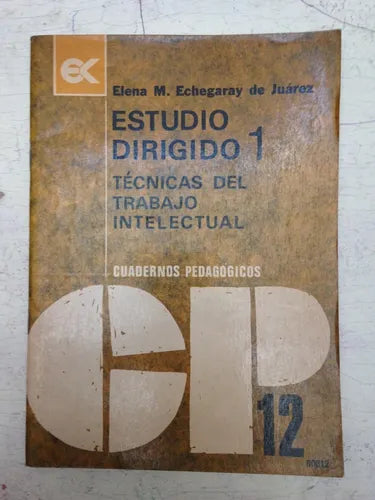 EK
Elena M. Echegaray de Juárez
ESTUDIO
DIRIGIDO 1
TÉCNICAS DEL
TRABAJO
INTELECTUAL
CUADERNOS PEDAGÓGICOS
CP
12